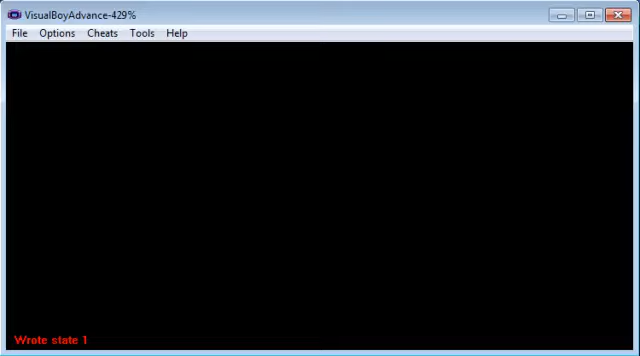 VisualBoyAdvance-429%
File Options Cheats Tools Help
Wrote state 1